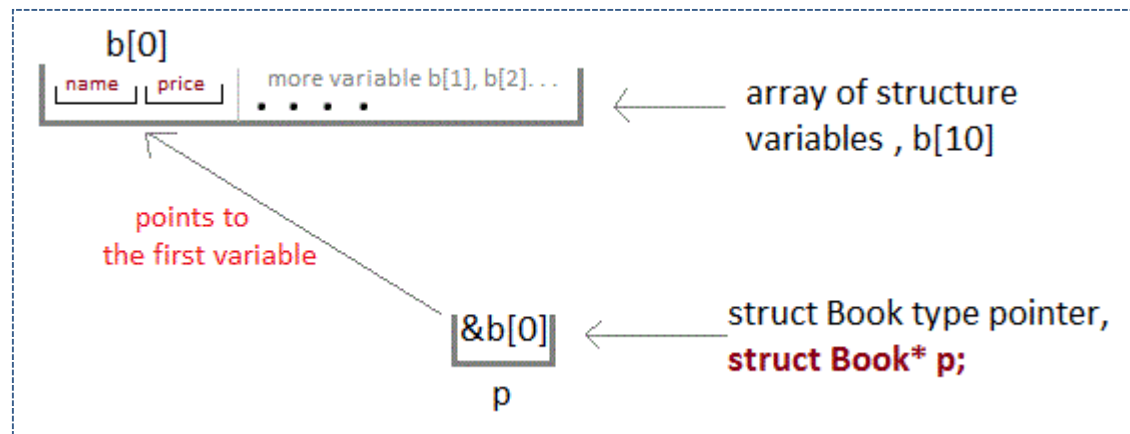 b[0]
name price more variable b[1], b[2]. . .
array of structure
variables , b[10]
points to
the first variable
&b[0]
p
struct Book type pointer,
struct Book* p;